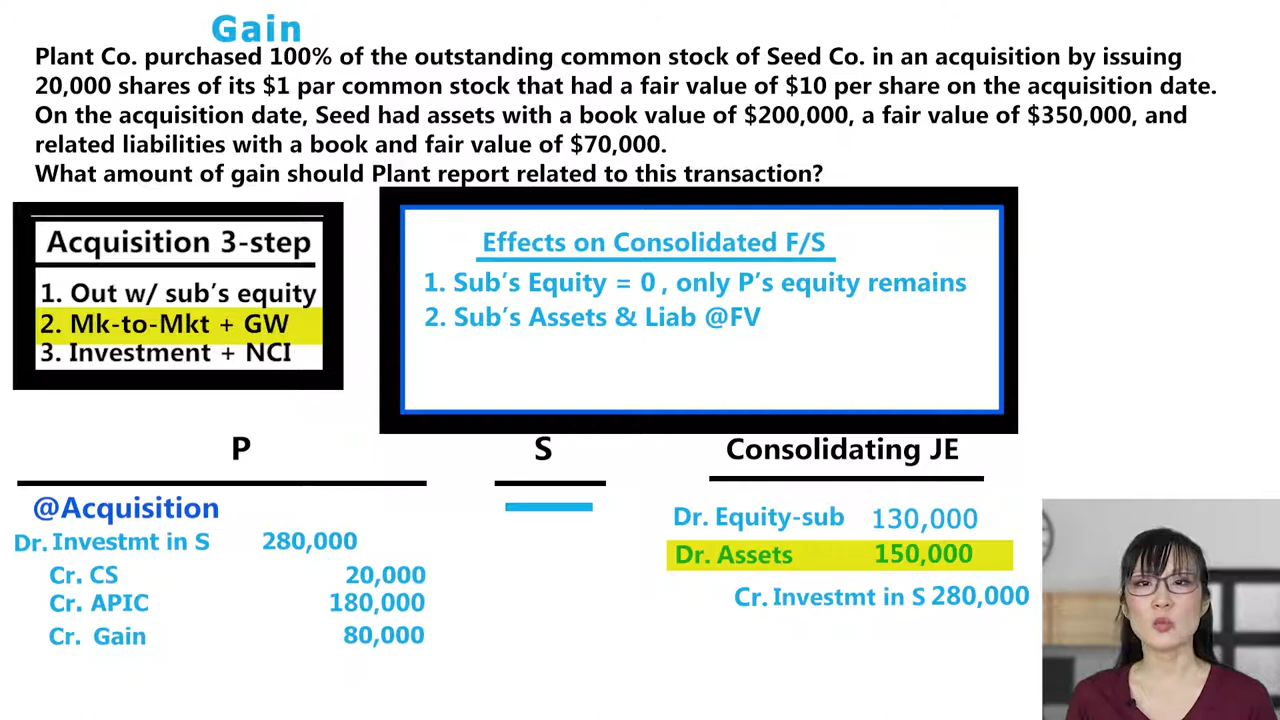 Gain
Plant Co. purchased 100% of the outstanding common stock of Seed Co. in an acquisition by issuing
20,000 shares of its $1 par common stock that had a fair value of $10 per share on the acquisition date.
On the acquisition date, Seed had assets with a book value of $200,000, a fair value of $350,000, and
related liabilities with a book and fair value of $70,000.
What amount of gain should Plant report related to this transaction?
Acquisition 3-step
1. Out w/ sub's equity
2. Mk-to-Mkt + GW
3. Investment + NCI
Effects on Consolidated F/S
1. Sub's Equity = 0 , only P's equity remains
2. Sub's Assets & Liab @FV
P
@Acquisition
Dr. Investmt in S 280,000
Cr. CS 20,000
Cr. APIC 180,000
Cr. Gain 80,000
S
Consolidating JE
Dr. Equity-sub 130,000
Dr. Assets 150,000
Cr. Investmt in S 280,000